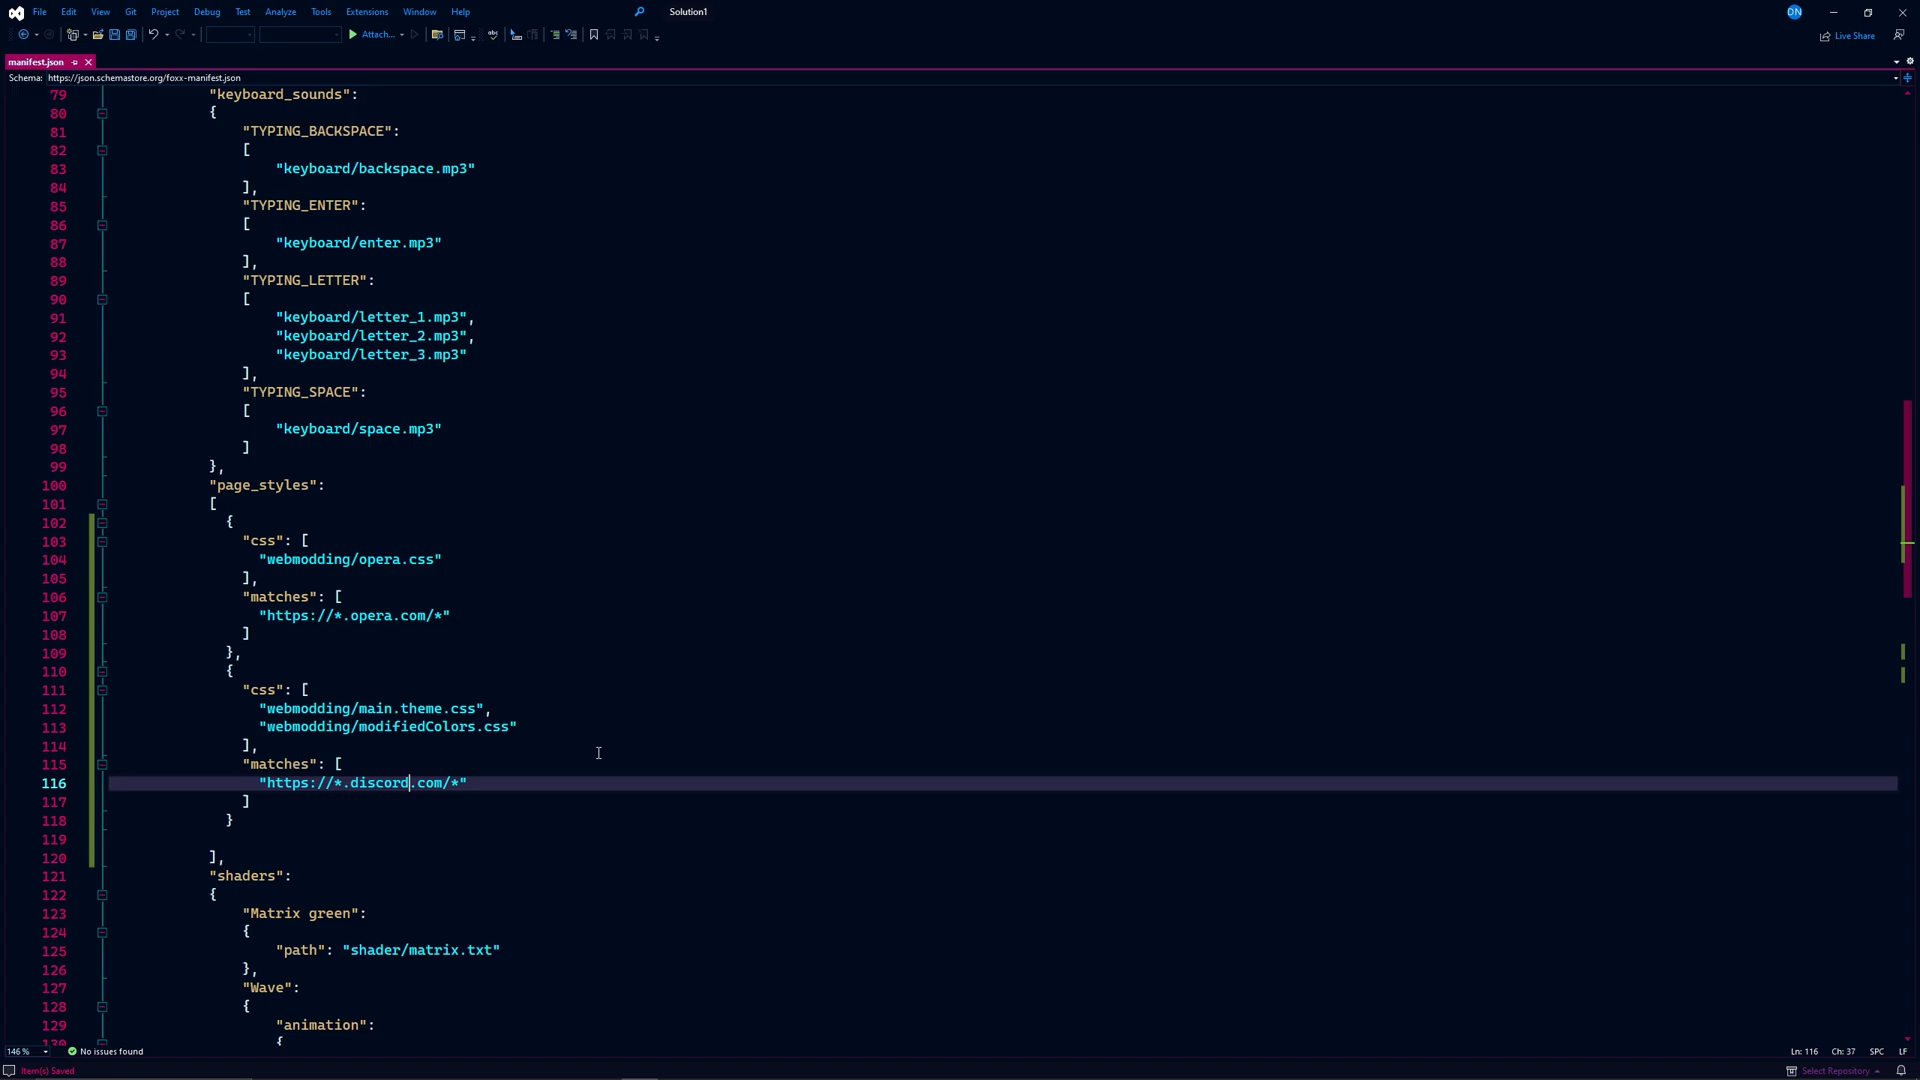 File Edit View Git Project Debug Test Analyze Tools Extensions Window Help Solution1 DN
Attach... Live Share
manifest.json
Schema: https://json.schemastore.org/foxx-manifest.json
79 "keyboard_sounds":
80 {
81 "TYPING_BACKSPACE":
82 [
83 "keyboard/backspace.mp3"
84 ],
85 "TYPING_ENTER":
86 [
87 "keyboard/enter.mp3"
88 ],
89 "TYPING_LETTER":
90 [
91 "keyboard/letter_1.mp3",
92 "keyboard/letter_2.mp3",
93 "keyboard/letter_3.mp3"
94 ],
95 "TYPING_SPACE":
96 [
97 "keyboard/space.mp3"
98 ]
99 },
100 "page_styles":
101 [
102 {
103 "css": [
104 "webmodding/opera.css"
105 ],
106 "matches": [
107 "https://*.opera.com/*"
108 ]
109 },
110 {
111 "css": [
112 "webmodding/main.theme.css",
113 "webmodding/modifiedColors.css"
114 ],
115 "matches": [
116 "https://*.discord.com/*"
117 ]
118 }
119
120 ],
121 "shaders":
122 {
123 "Matrix green":
124 {
125 "path": "shader/matrix.txt"
126 },
127 "Wave":
128 {
129 "animation":
130 {
146 % No issues found Ln: 116 Ch: 37 SPC LF
Item(s) Saved Select Repository